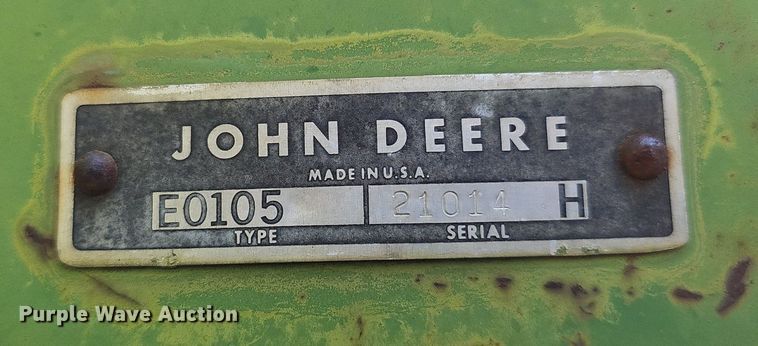 JOHN DEERE
MADE IN U.S.A.
E0105 21014 H
TYPE SERIAL
Purple Wave Auction